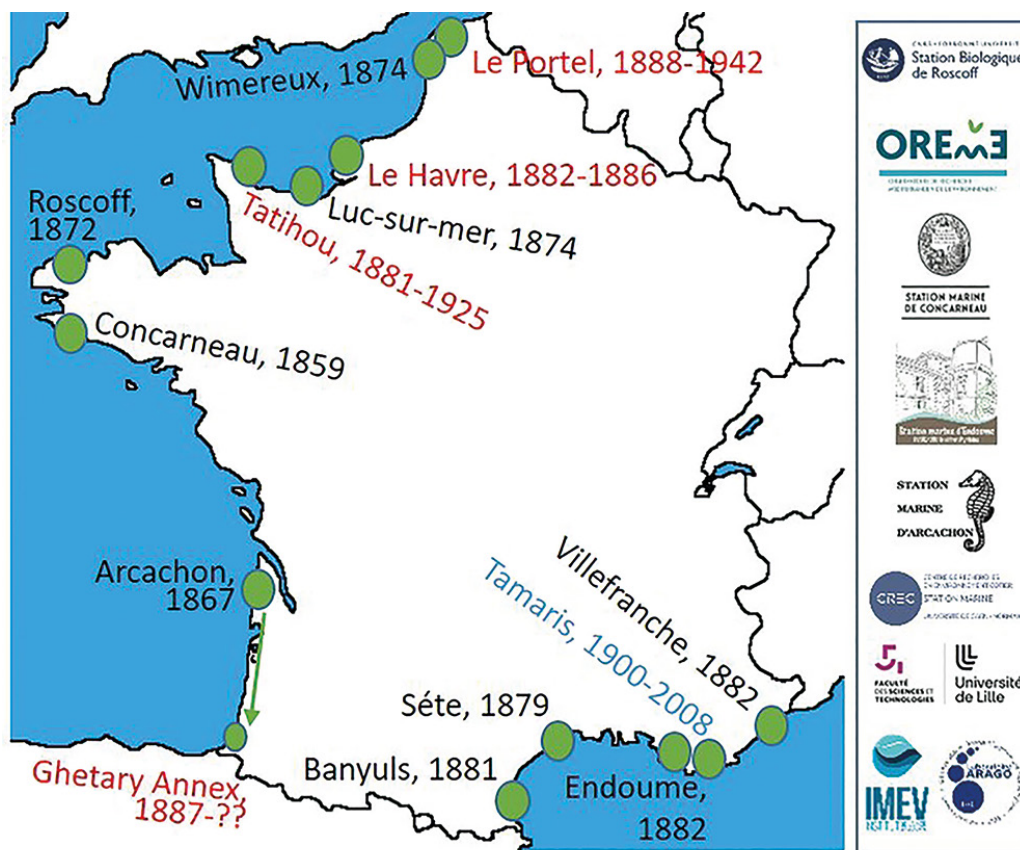 Wimereux, 1874
Le Portel, 1888-1942
Le Havre, 1882-1886
Luc-sur-mer, 1874
Tatihou, 1881-1925
Roscoff,
1872
Concarneau, 1859
Arcachon,
1867
Ghetary Annex,
1887-??
Banyuls, 1881
Séte, 1879
Endoume,
1882
Tamaris, 1900-2008
Villefranche, 1882
Station Biologique
de Roscoff
OREME
STATION MARINE
DE CONCARNEAU
Station marine d'Endoume
STATION
MARINE
D'ARCACHON
CREC
STATION MARINE
FACULTÉ
DES SCIENCES ET
TECHNOLOGIES
Université
de Lille
IMEV
ARAGO